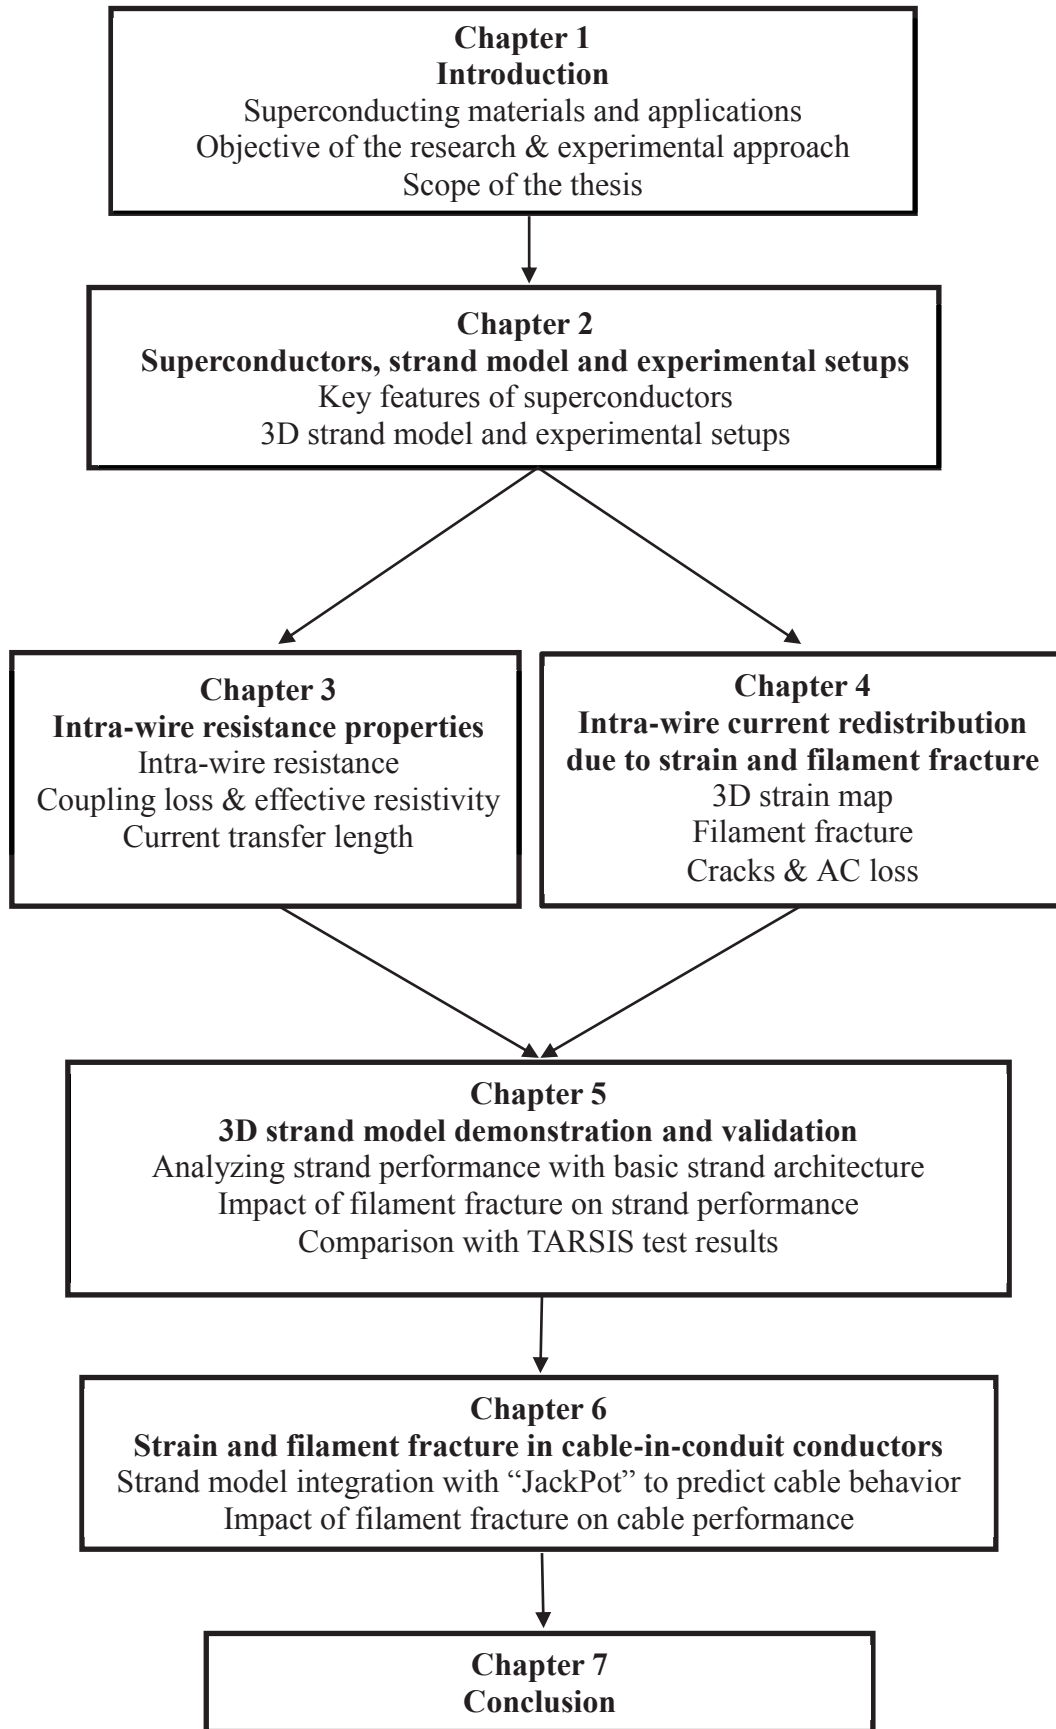 Chapter 1
Introduction
Superconducting materials and applications
Objective of the research & experimental approach
Scope of the thesis
Chapter 2
Superconductors, strand model and experimental setups
Key features of superconductors
3D strand model and experimental setups
Chapter 3
Intra-wire resistance properties
Intra-wire resistance
Coupling loss & effective resistivity
Current transfer length
Chapter 4
Intra-wire current redistribution
due to strain and filament fracture
3D strain map
Filament fracture
Cracks & AC loss
Chapter 5
3D strand model demonstration and validation
Analyzing strand performance with basic strand architecture
Impact of filament fracture on strand performance
Comparison with TARSIS test results
Chapter 6
Strain and filament fracture in cable-in-conduit conductors
Strand model integration with “JackPot” to predict cable behavior
Impact of filament fracture on cable performance
Chapter 7
Conclusion